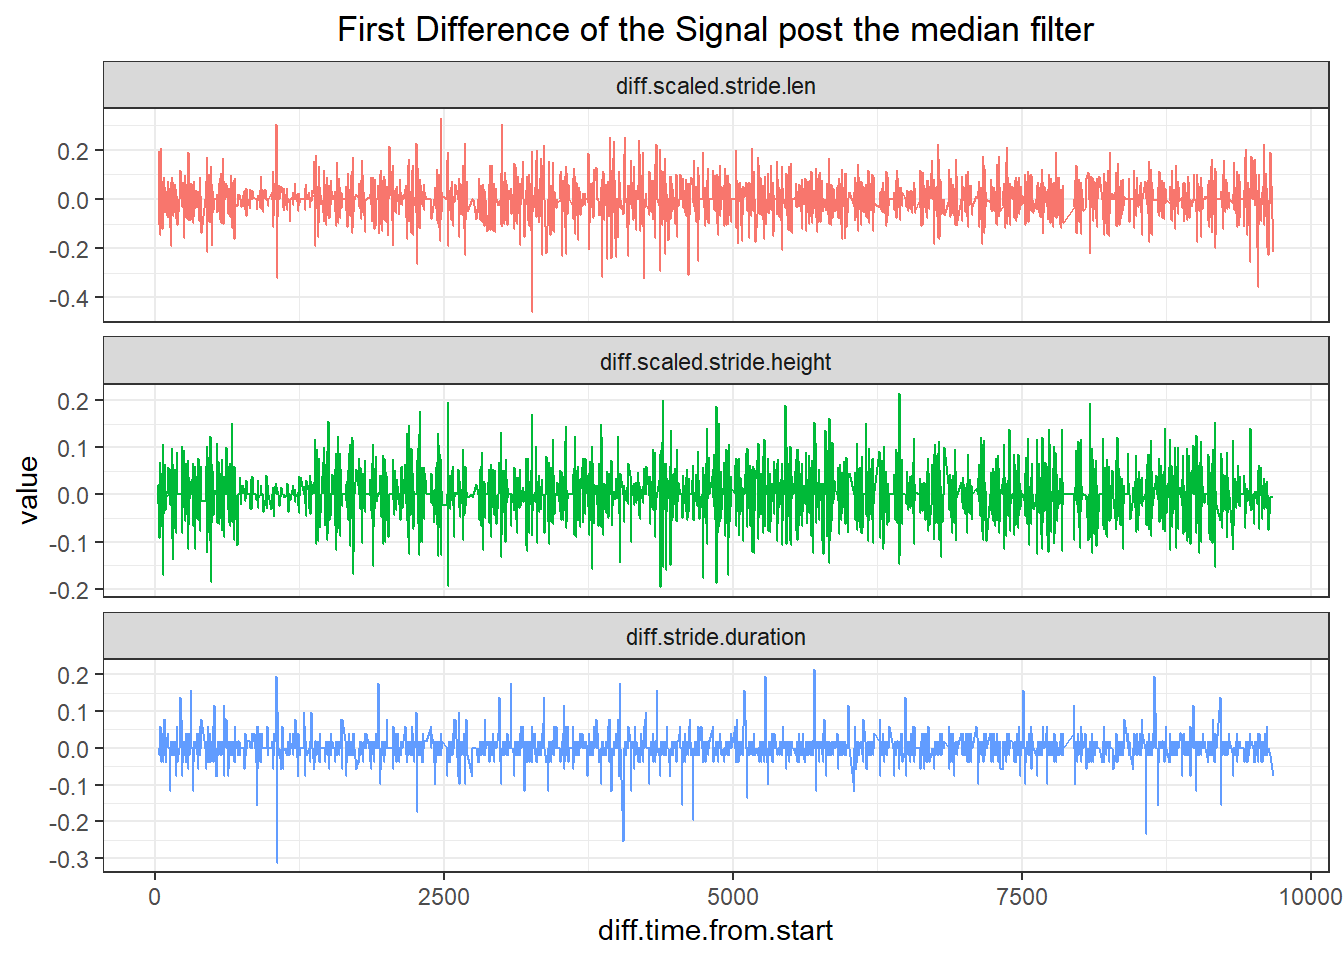 First Difference of the Signal post the median filter
diff.scaled.stride.len
0.2
0.0
-0.2
-0.4
diff.scaled.stride.height
0.2
0.1
0.0
-0.1
-0.2
diff.stride.duration
0.2
0.1
0.0
-0.1
-0.2
-0.3
value
0 2500 5000 7500 10000
diff.time.from.start